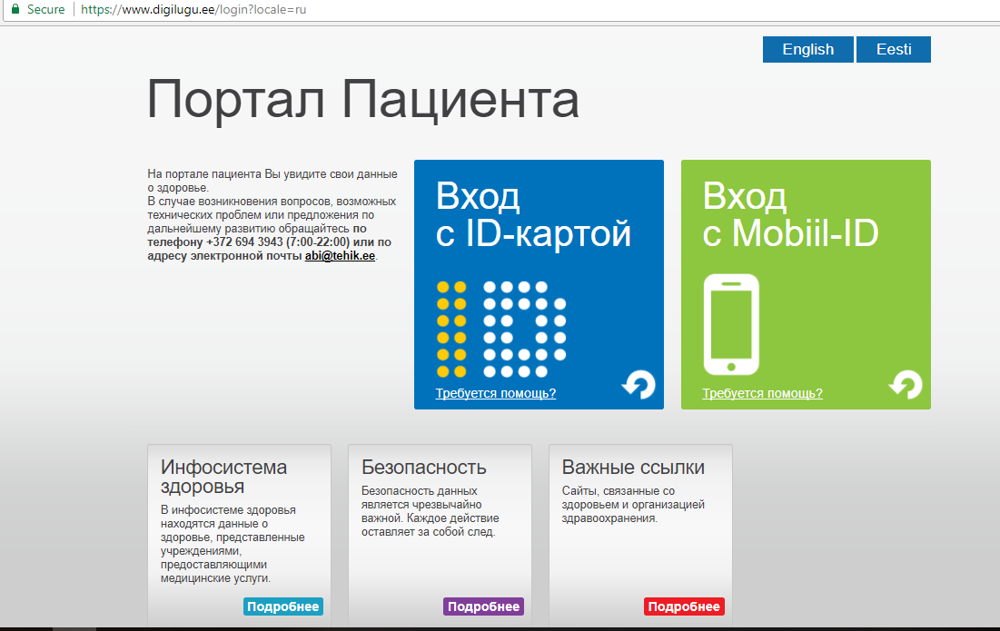 Secure https://www.digilugu.ee/login?locale=ru
English Eesti
Портал Пациента
На портале пациента Вы увидите свои данные
о здоровье.
В случае возникновения вопросов, возможных
технических проблем или предложения по
дальнейшему развитию обращайтесь по
телефону +372 694 3943 (7:00-22:00) или по
адресу электронной почты abi@tehik.ee.
Вход
с ID-картой
ID
Требуется помощь?
Вход
с Mobiil-ID
Требуется помощь?
Инфосистема
здоровья
В инфосистеме здоровья
находятся данные о
здоровье, представленные
учреждениями,
предоставляющими
медицинские услуги.
Подробнее
Безопасность
Безопасность данных
является чрезвычайно
важной. Каждое действие
оставляет за собой след.
Подробнее
Важные ссылки
Сайты, связанные со
здоровьем и организацией
здравоохранения.
Подробнее